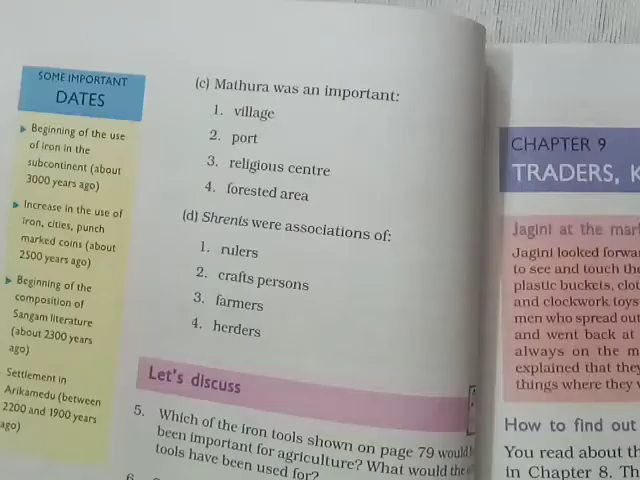 SOME IMPORTANT
DATES
Beginning of the use
of iron in the
subcontinent (about
3000 years ago)
Increase in the use of
iron, cities, punch
marked coins (about
2500 years ago)
Beginning of the
composition of
Sangam literature
(about 2300 years
ago)
Settlement in
Arikamedu (between
2200 and 1900 years
ago)
(c) Mathura was an important:
1. village
2. port
3. religious centre
4. forested area
(d) Shrenis were associations of:
1. rulers
2. crafts persons
3. farmers
4. herders
Let's discuss
5. Which of the iron tools shown on page 79 would
been important for agriculture? What would the
tools have been used for?
6.
CHAPTER 9
TRADERS, K
Jagini at the mar
Jagini looked forwa
to see and touch the
plastic buckets, clot
and clockwork toys
men who spread out
and went back at
always on the m
explained that they
things where they
How to find out
You read about th
in Chapter 8. Th